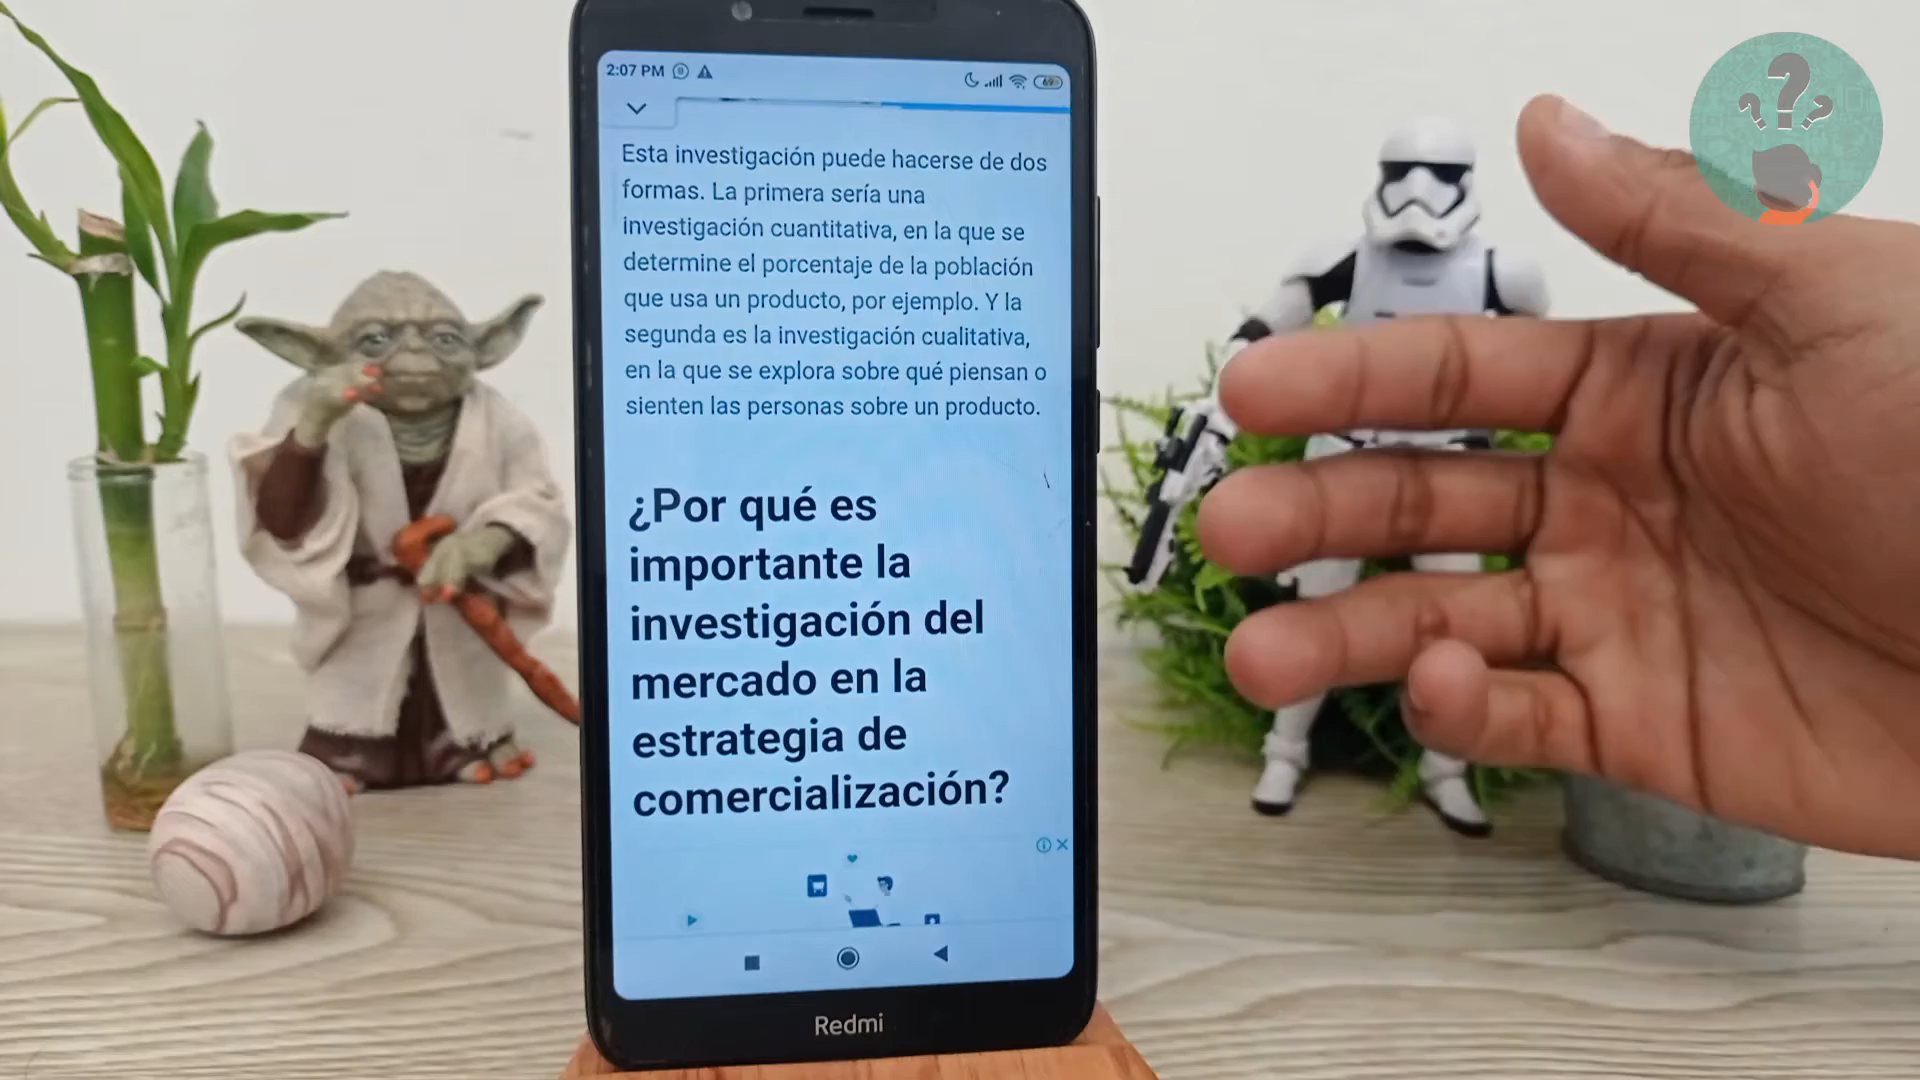 2:07 PM
69
Esta investigación puede hacerse de dos
formas. La primera sería una
investigación cuantitativa, en la que se
determine el porcentaje de la población
que usa un producto, por ejemplo. Y la
segunda es la investigación cualitativa,
en la que se explora sobre qué piensan o
sienten las personas sobre un producto.
¿Por qué es
importante la
investigación del
mercado en la
estrategia de
comercialización?
Redmi